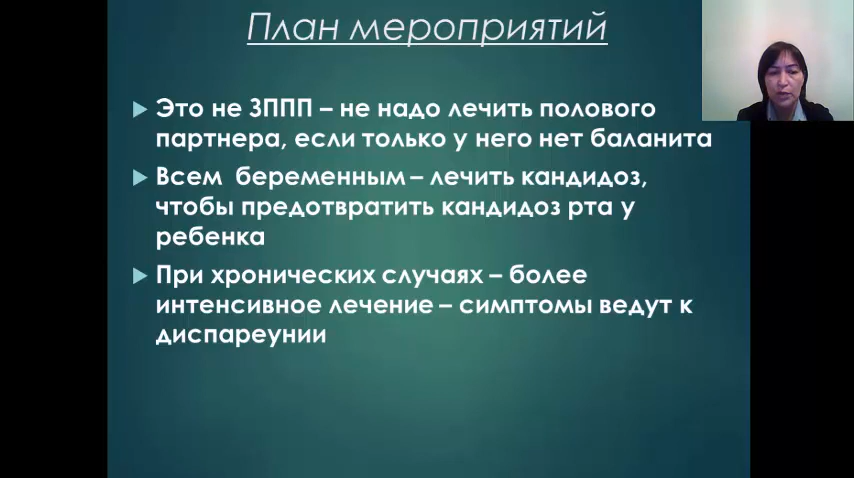 План мероприятий
Это не ЗППП – не надо лечить полового
партнера, если только у него нет баланита
Всем беременным – лечить кандидоз,
чтобы предотвратить кандидоз рта у
ребенка
При хронических случаях – более
интенсивное лечение – симптомы ведут к
диспареунии